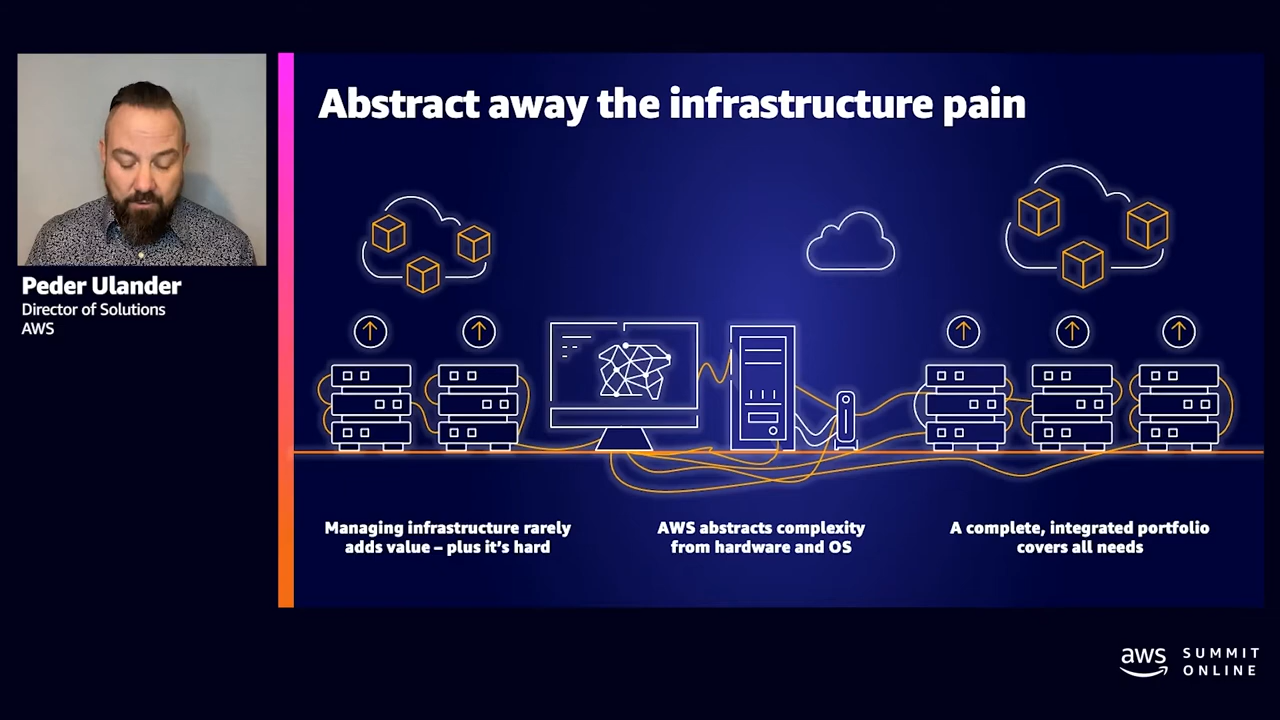 Abstract away the infrastructure pain
Peder Ulander
Director of Solutions
AWS
Managing infrastructure rarely
adds value – plus it's hard
AWS abstracts complexity
from hardware and OS
A complete, integrated portfolio
covers all needs
aws SUMMIT
ONLINE